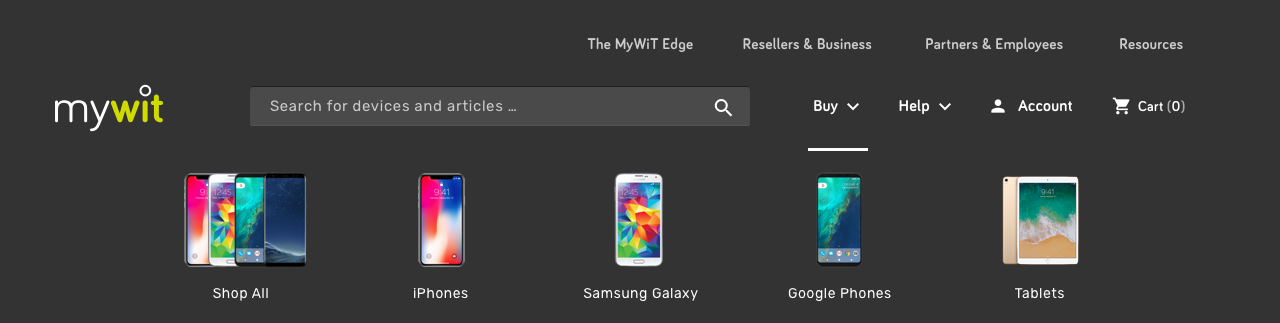 The MyWiT Edge Resellers & Business Partners & Employees Resources
mywit Search for devices and articles … Buy Help Account Cart (0)
Shop All iPhones Samsung Galaxy Google Phones Tablets